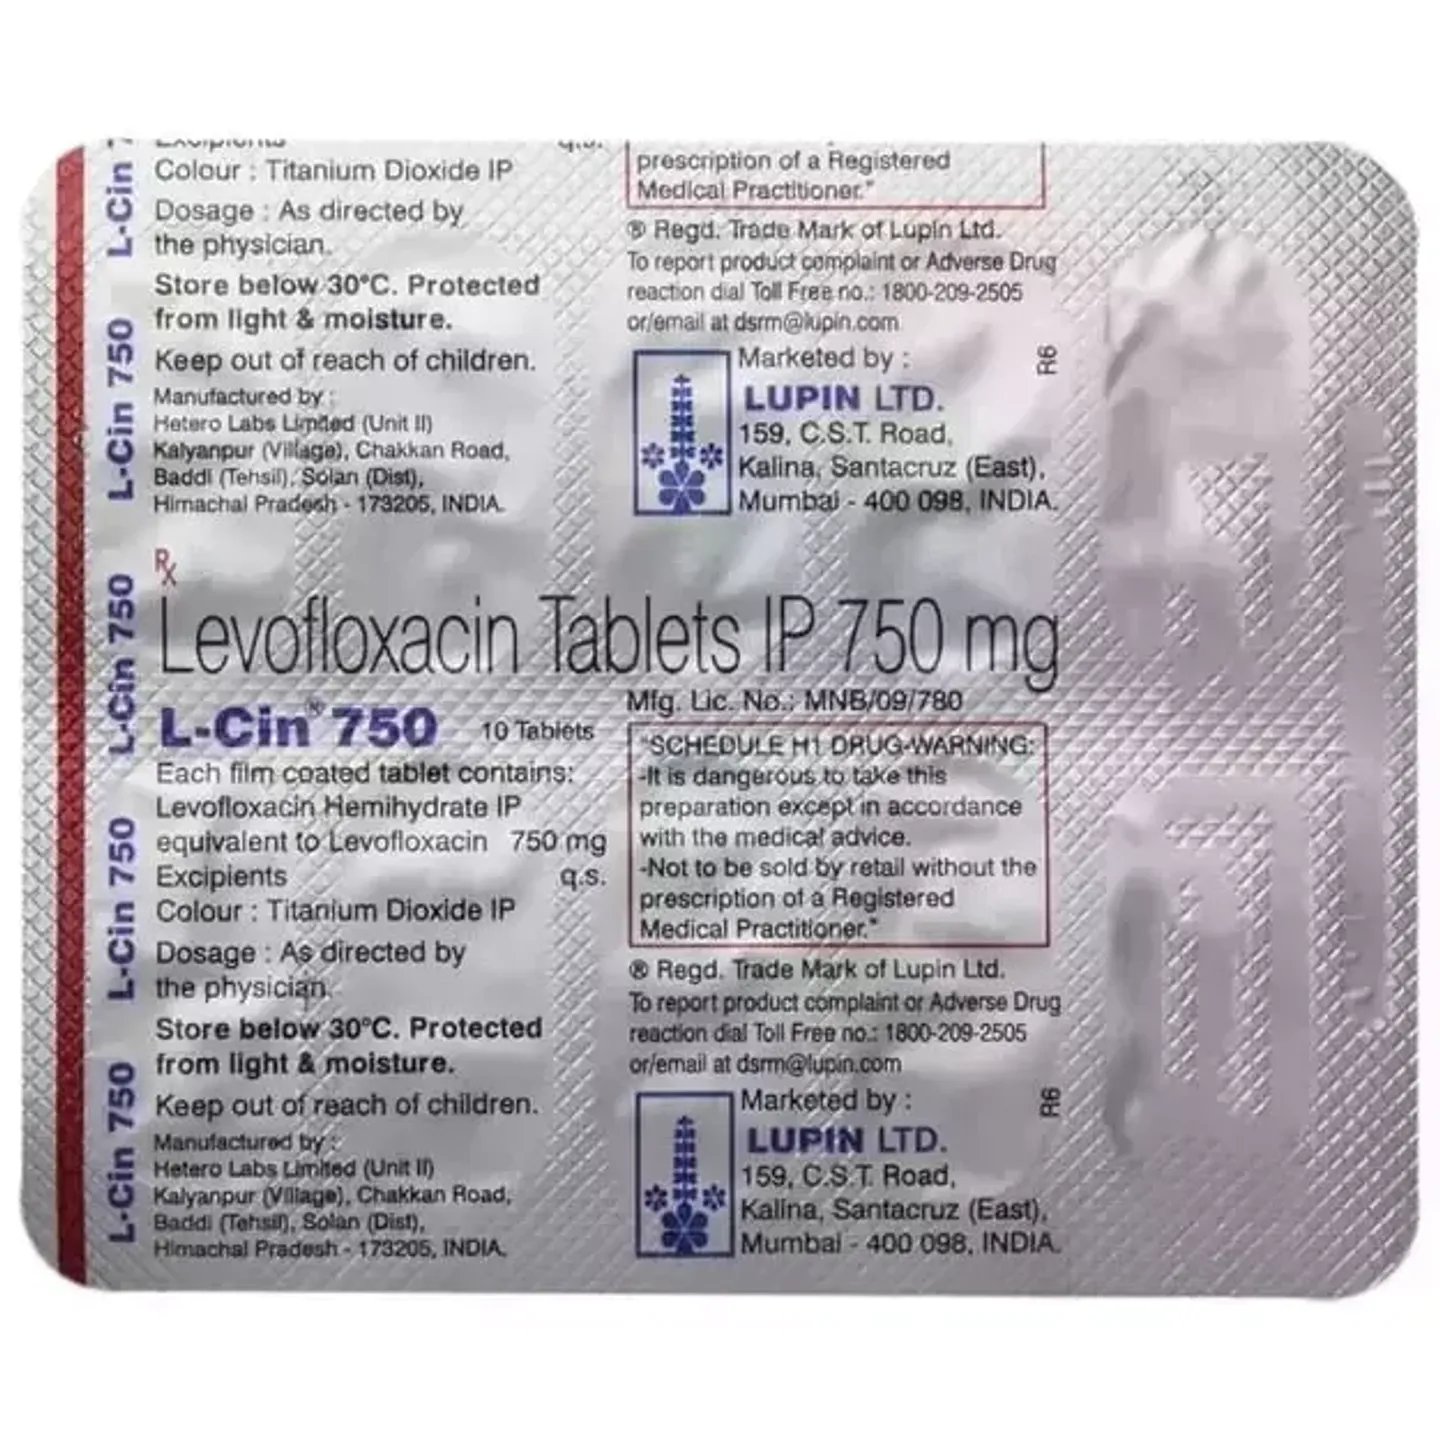 Excipients q.s.
Colour : Titanium Dioxide IP
Dosage : As directed by
the physician.
Store below 30°C. Protected
from light & moisture.
Keep out of reach of children.
Manufactured by :
Hetero Labs Limited (Unit II)
Kalyanpur (Village), Chakkan Road,
Baddi (Tehsil), Solan (Dist),
Himachal Pradesh - 173205, INDIA.
prescription of a Registered
Medical Practitioner."
® Regd. Trade Mark of Lupin Ltd.
To report product complaint or Adverse Drug
reaction dial Toll Free no.: 1800-209-2505
or/email at dsrm@lupin.com
Marketed by :
LUPIN LTD.
159, C.S.T. Road,
Kalina, Santacruz (East),
Mumbai - 400 098, INDIA.
R6
Rx
Levofloxacin Tablets IP 750 mg
L-Cin® 750 10 Tablets
Each film coated tablet contains:
Levofloxacin Hemihydrate IP
equivalent to Levofloxacin 750 mg
Excipients q.s.
Colour : Titanium Dioxide IP
Dosage : As directed by
the physician.
Store below 30°C. Protected
from light & moisture.
Keep out of reach of children.
Manufactured by :
Hetero Labs Limited (Unit II)
Kalyanpur (Village), Chakkan Road,
Baddi (Tehsil), Solan (Dist),
Himachal Pradesh - 173205, INDIA.
Mfg. Lic. No.: MNB/09/780
"SCHEDULE H1 DRUG-WARNING:
-It is dangerous to take this
preparation except in accordance
with the medical advice.
-Not to be sold by retail without the
prescription of a Registered
Medical Practitioner."
® Regd. Trade Mark of Lupin Ltd.
To report product complaint or Adverse Drug
reaction dial Toll Free no.: 1800-209-2505
or/email at dsrm@lupin.com
Marketed by :
LUPIN LTD.
159, C.S.T. Road,
Kalina, Santacruz (East),
Mumbai - 400 098, INDIA.
R6
L-Cin 750
L-Cin 750
L-Cin 750
L-Cin 750
L-Cin 7